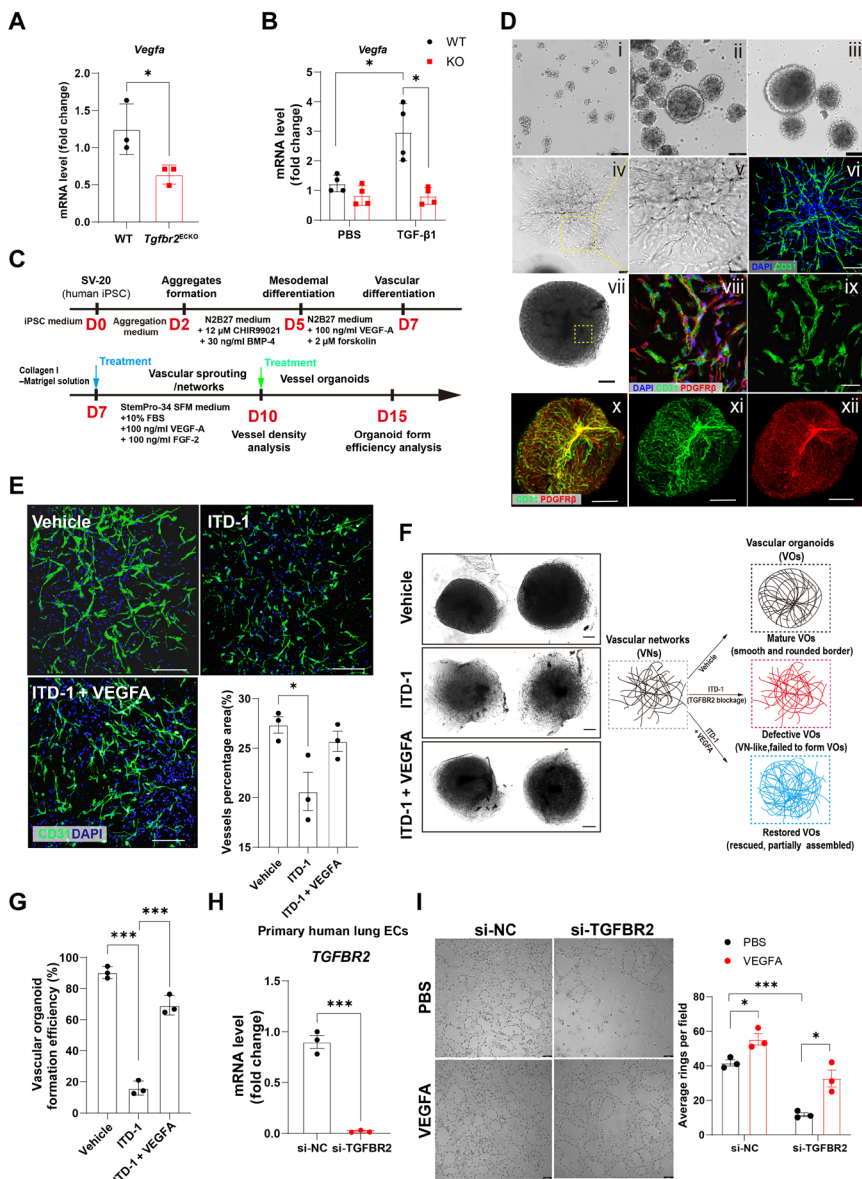 A
Vegfa
*
mRNA level (fold change)
2.0
1.5
1.0
0.5
0.0
WT
Tgfbr2ECKO
B
Vegfa
WT
KO
*
*
mRNA level
(fold change)
5
4
3
2
1
0
PBS
TGF-β1
C
SV-20
(human iPSC)
Aggregates
formation
Mesodemal
differentiation
Vascular
differentiation
iPSC medium
D0
Aggregation
medium
D2
N2B27 medium
+ 12 μM CHIR99021
+ 30 ng/ml BMP-4
D5
N2B27 medium
+ 100 ng/ml VEGF-A
+ 2 μM forskolin
D7
Collagen I
–Matrigel solution
Treatment
Vascular sprouting
/networks
Treatment
Vessel organoids
D7
StemPro-34 SFM medium
+10% FBS
+100 ng/ml VEGF-A
+ 100 ng/ml FGF-2
D10
Vessel density
analysis
D15
Organoid form
efficiency analysis
D
i
ii
iii
iv
v
vi
DAPI CD31
vii
viii
DAPI CD31 PDGFRβ
ix
x
CD31 PDGFRβ
xi
xii
E
Vehicle
ITD-1
ITD-1 + VEGFA
CD31DAPI
Vessels percentage area(%)
30
25
20
15
*
Vehicle
ITD-1
ITD-1 + VEGFA
F
Vehicle
ITD-1
ITD-1 + VEGFA
Vascular networks
(VNs)
Vehicle
ITD-1
(TGFBR2 blockage)
ITD-1
+ VEGFA
Vascular organoids
(VOs)
Mature VOs
(smooth and rounded border)
Defective VOs
(VN-like,failed to form VOs)
Restored VOs
(rescued, partially assembled)
G
***
***
Vascular organoid
formation efficiency (%)
100
80
60
40
20
0
Vehicle
ITD-1
ITD-1 + VEGFA
H
Primary human lung ECs
TGFBR2
***
mRNA level
(fold change)
1.0
0.5
0.0
si-NC
si-TGFBR2
I
si-NC
si-TGFBR2
PBS
VEGFA
PBS
VEGFA
***
*
*
Average rings per field
80
60
40
20
0
si-NC
si-TGFBR2